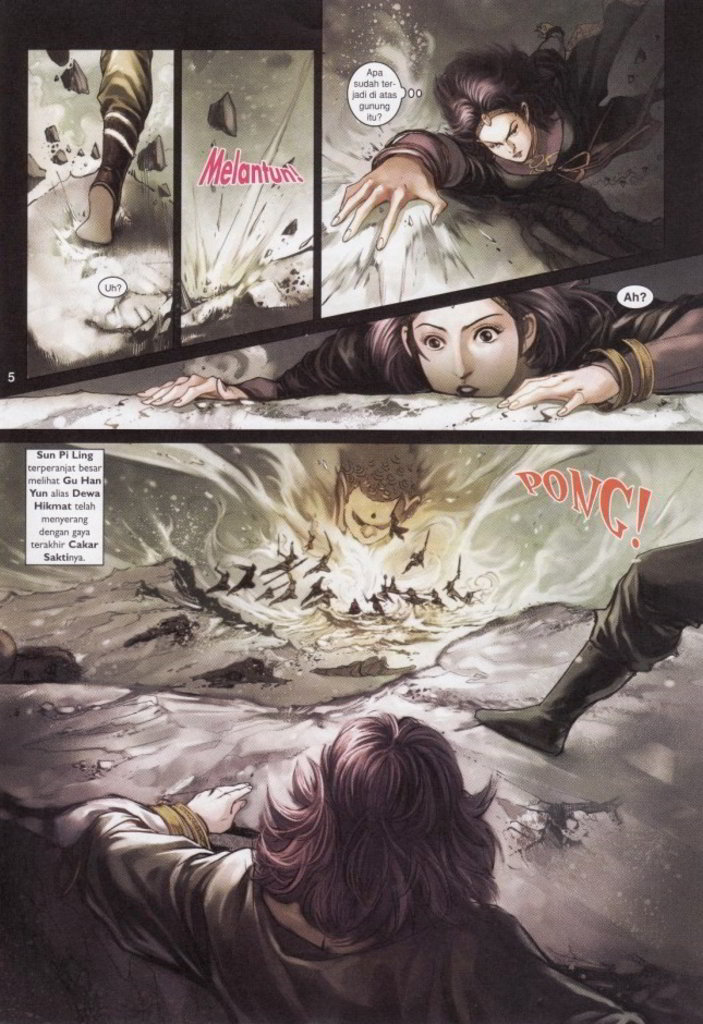 Uh?
Melantun!
Apa
sudah ter-
jadi di atas
gunung
itu?
Ah?
5
Sun Pi Ling
terperanjat besar
melihat Gu Han
Yun alias Dewa
Hikmat telah
menyerang
dengan gaya
terakhir Cakar
Saktinya.
PONG!